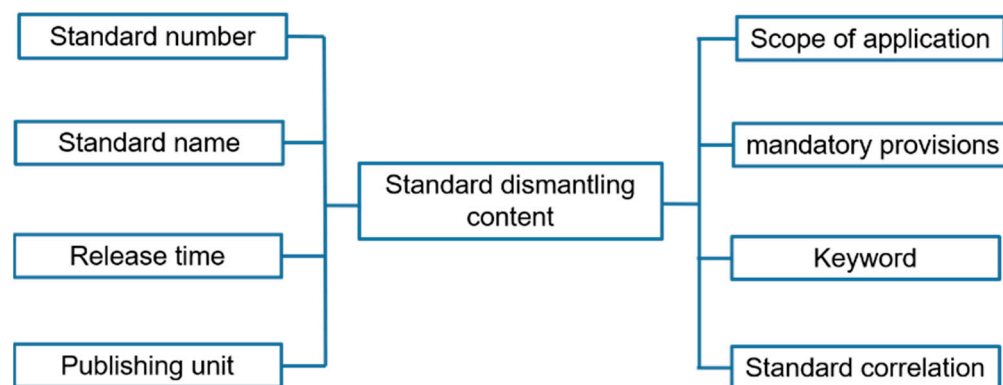 Standard number
Standard name
Release time
Publishing unit
Standard dismantling
content
Scope of application
mandatory provisions
Keyword
Standard correlation